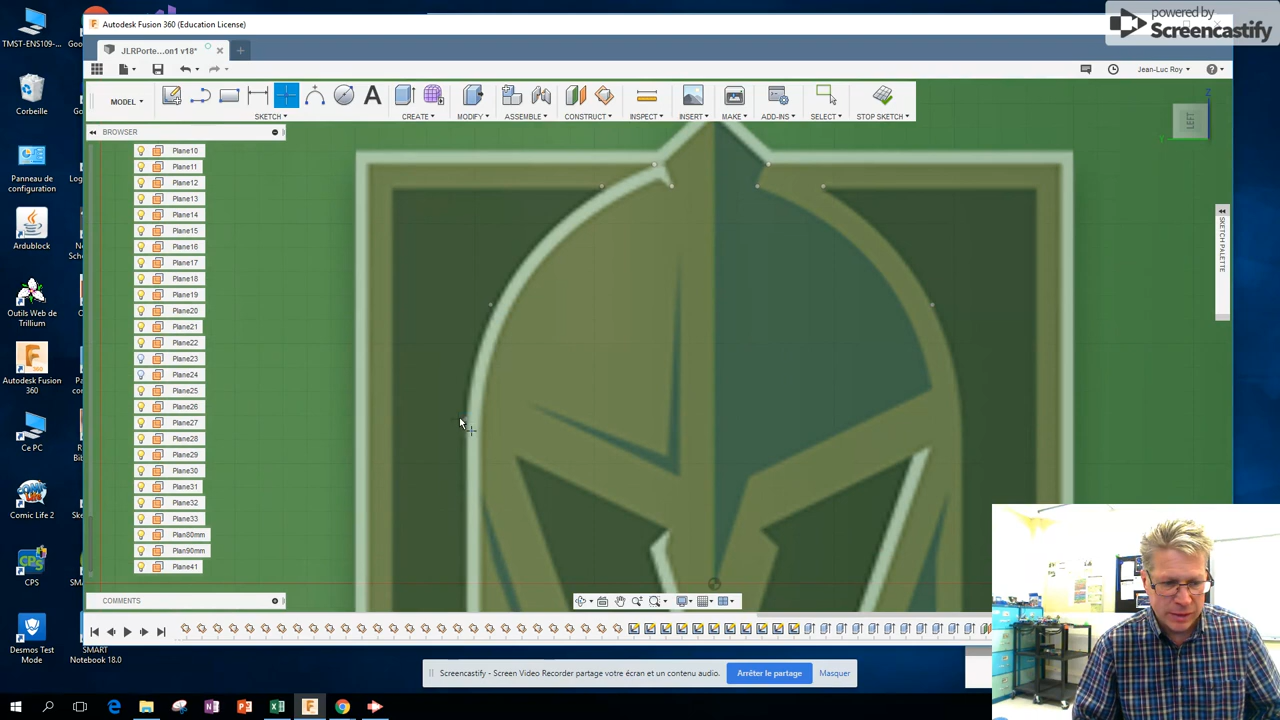 powered by
Screencastify
Autodesk Fusion 360 (Education License)
JLRPorte...on1 v18*
Jean-Luc Roy
MODEL
SKETCH
CREATE
MODIFY
ASSEMBLE
CONSTRUCT
INSPECT
INSERT
MAKE
ADD-INS
SELECT
STOP SKETCH
BROWSER
Plane10
Plane11
Plane12
Plane13
Plane14
Plane15
Plane16
Plane17
Plane18
Plane19
Plane20
Plane21
Plane22
Plane23
Plane24
Plane25
Plane26
Plane27
Plane28
Plane29
Plane30
Plane31
Plane32
Plane33
Plan80mm
Plan90mm
Plane41
COMMENTS
LEFT
Z
Y
SKETCH PALETTE
TMST-ENS109-...
Corbeille
Panneau de configuration
Ardublock
Outils Web de Trillium
Autodesk Fusion 360
Ce PC
Comic Life 2
CPS
Desmos Test Mode
SMART Notebook 18.0
Screencastify - Screen Video Recorder partage votre écran et un contenu audio.
Arrêter le partage
Masquer